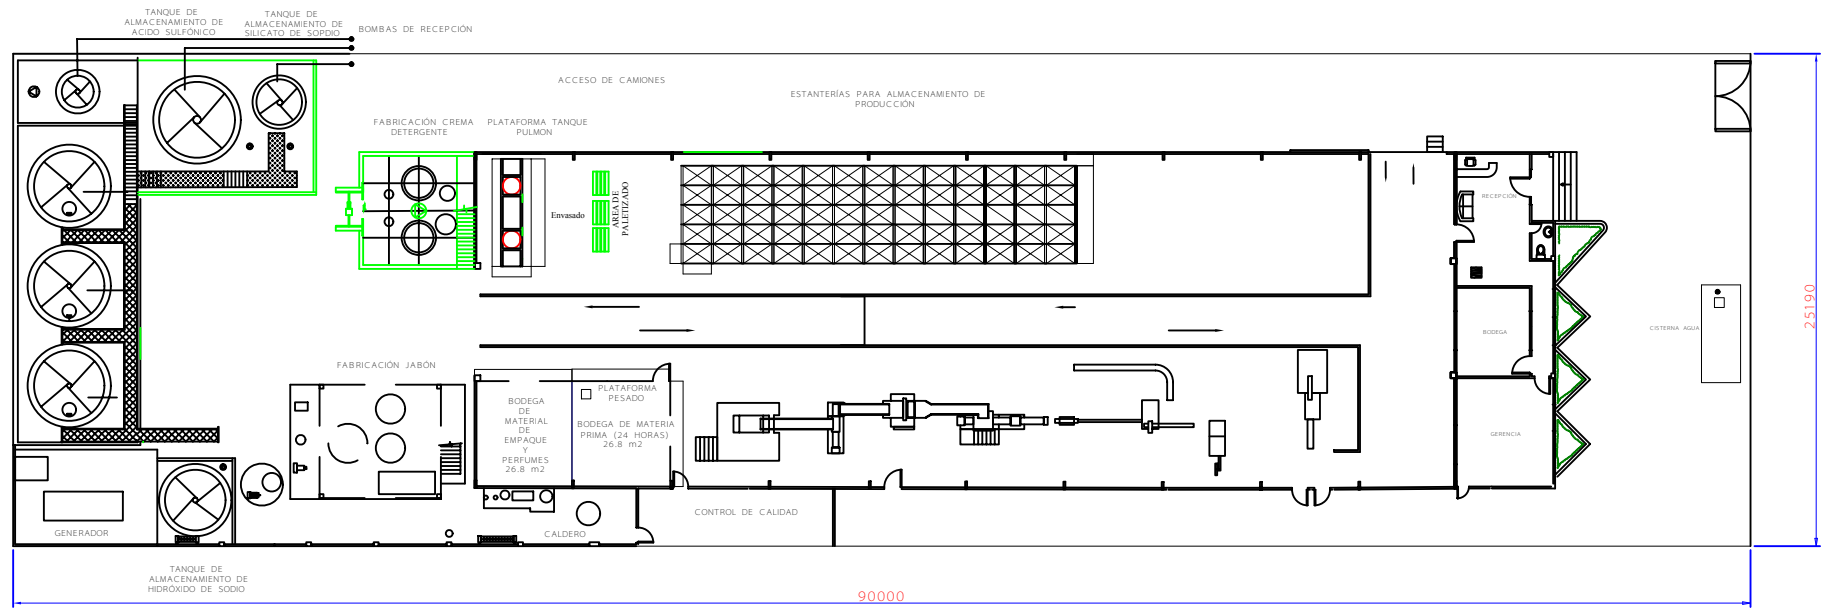 TANQUE DE
ALMACENAMIENTO DE
ACIDO SULFÓNICO
TANQUE DE
ALMACENAMIENTO DE
SILICATO DE SOPDIO
BOMBAS DE RECEPCIÓN
ACCESO DE CAMIONES
ESTANTERÍAS PARA ALMACENAMIENTO DE
PRODUCCIÓN
FABRICACIÓN CREMA
DETERGENTE
PLATAFORMA TANQUE
PULMON
Envasado
AREA DE
PALETIZADO
RECEPCIÓN
BODEGA
GERENCIA
CISTERNA AGUA
25190
FABRICACIÓN JABÓN
BODEGA
DE
MATERIAL
DE
EMPAQUE
Y
PERFUMES
26.8 m2
PLATAFORMA
PESADO
BODEGA DE MATERIA
PRIMA (24 HORAS)
26.8 m2
CONTROL DE CALIDAD
CALDERO
GENERADOR
TANQUE DE
ALMACENAMIENTO DE
HIDRÓXIDO DE SODIO
90000